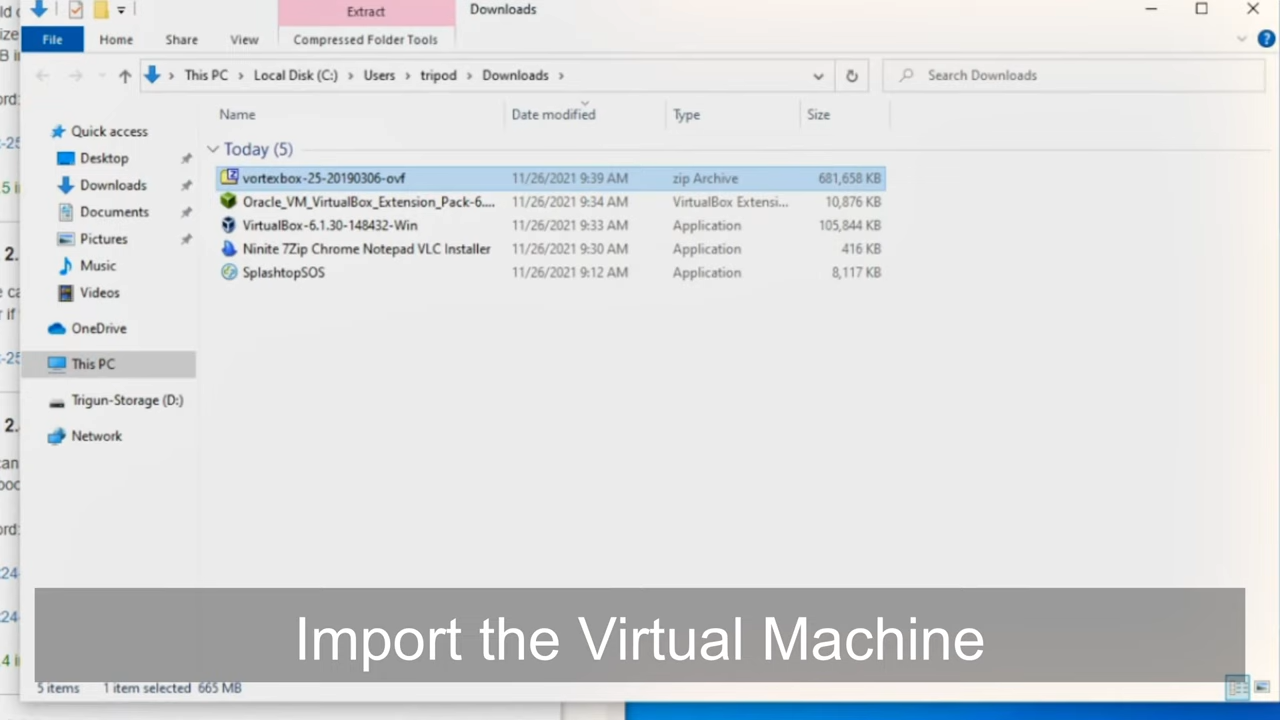 Extract
Downloads
File
Home
Share
View
Compressed Folder Tools
This PC
Local Disk (C:)
Users
tripod
Downloads
Search Downloads
Name
Date modified
Type
Size
Quick access
Desktop
Downloads
Documents
Pictures
Music
Videos
OneDrive
This PC
Trigun-Storage (D:)
Network
Today (5)
vortexbox-25-20190306-ovf 11/26/2021 9:39 AM zip Archive 681,658 KB
Oracle_VM_VirtualBox_Extension_Pack-6.... 11/26/2021 9:34 AM VirtualBox Extensi... 10,876 KB
VirtualBox-6.1.30-148432-Win 11/26/2021 9:33 AM Application 105,844 KB
Ninite 7Zip Chrome Notepad VLC Installer 11/26/2021 9:30 AM Application 416 KB
SplashtopSOS 11/26/2021 9:12 AM Application 8,117 KB
Import the Virtual Machine
5 items 1 item selected 665 MB